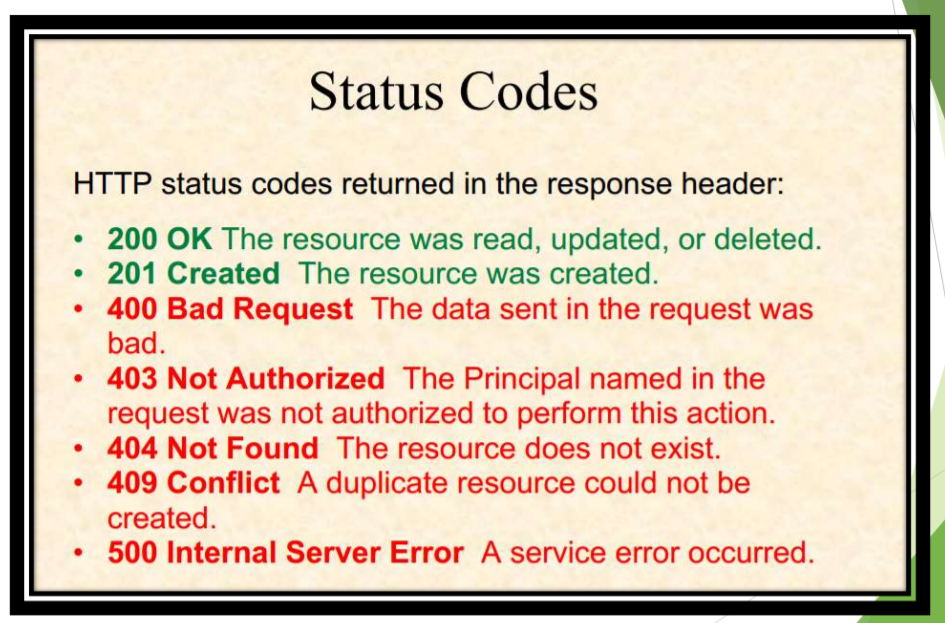 Status Codes
HTTP status codes returned in the response header:
• 200 OK The resource was read, updated, or deleted.
• 201 Created The resource was created.
• 400 Bad Request The data sent in the request was
bad.
• 403 Not Authorized The Principal named in the
request was not authorized to perform this action.
• 404 Not Found The resource does not exist.
• 409 Conflict A duplicate resource could not be
created.
• 500 Internal Server Error A service error occurred.